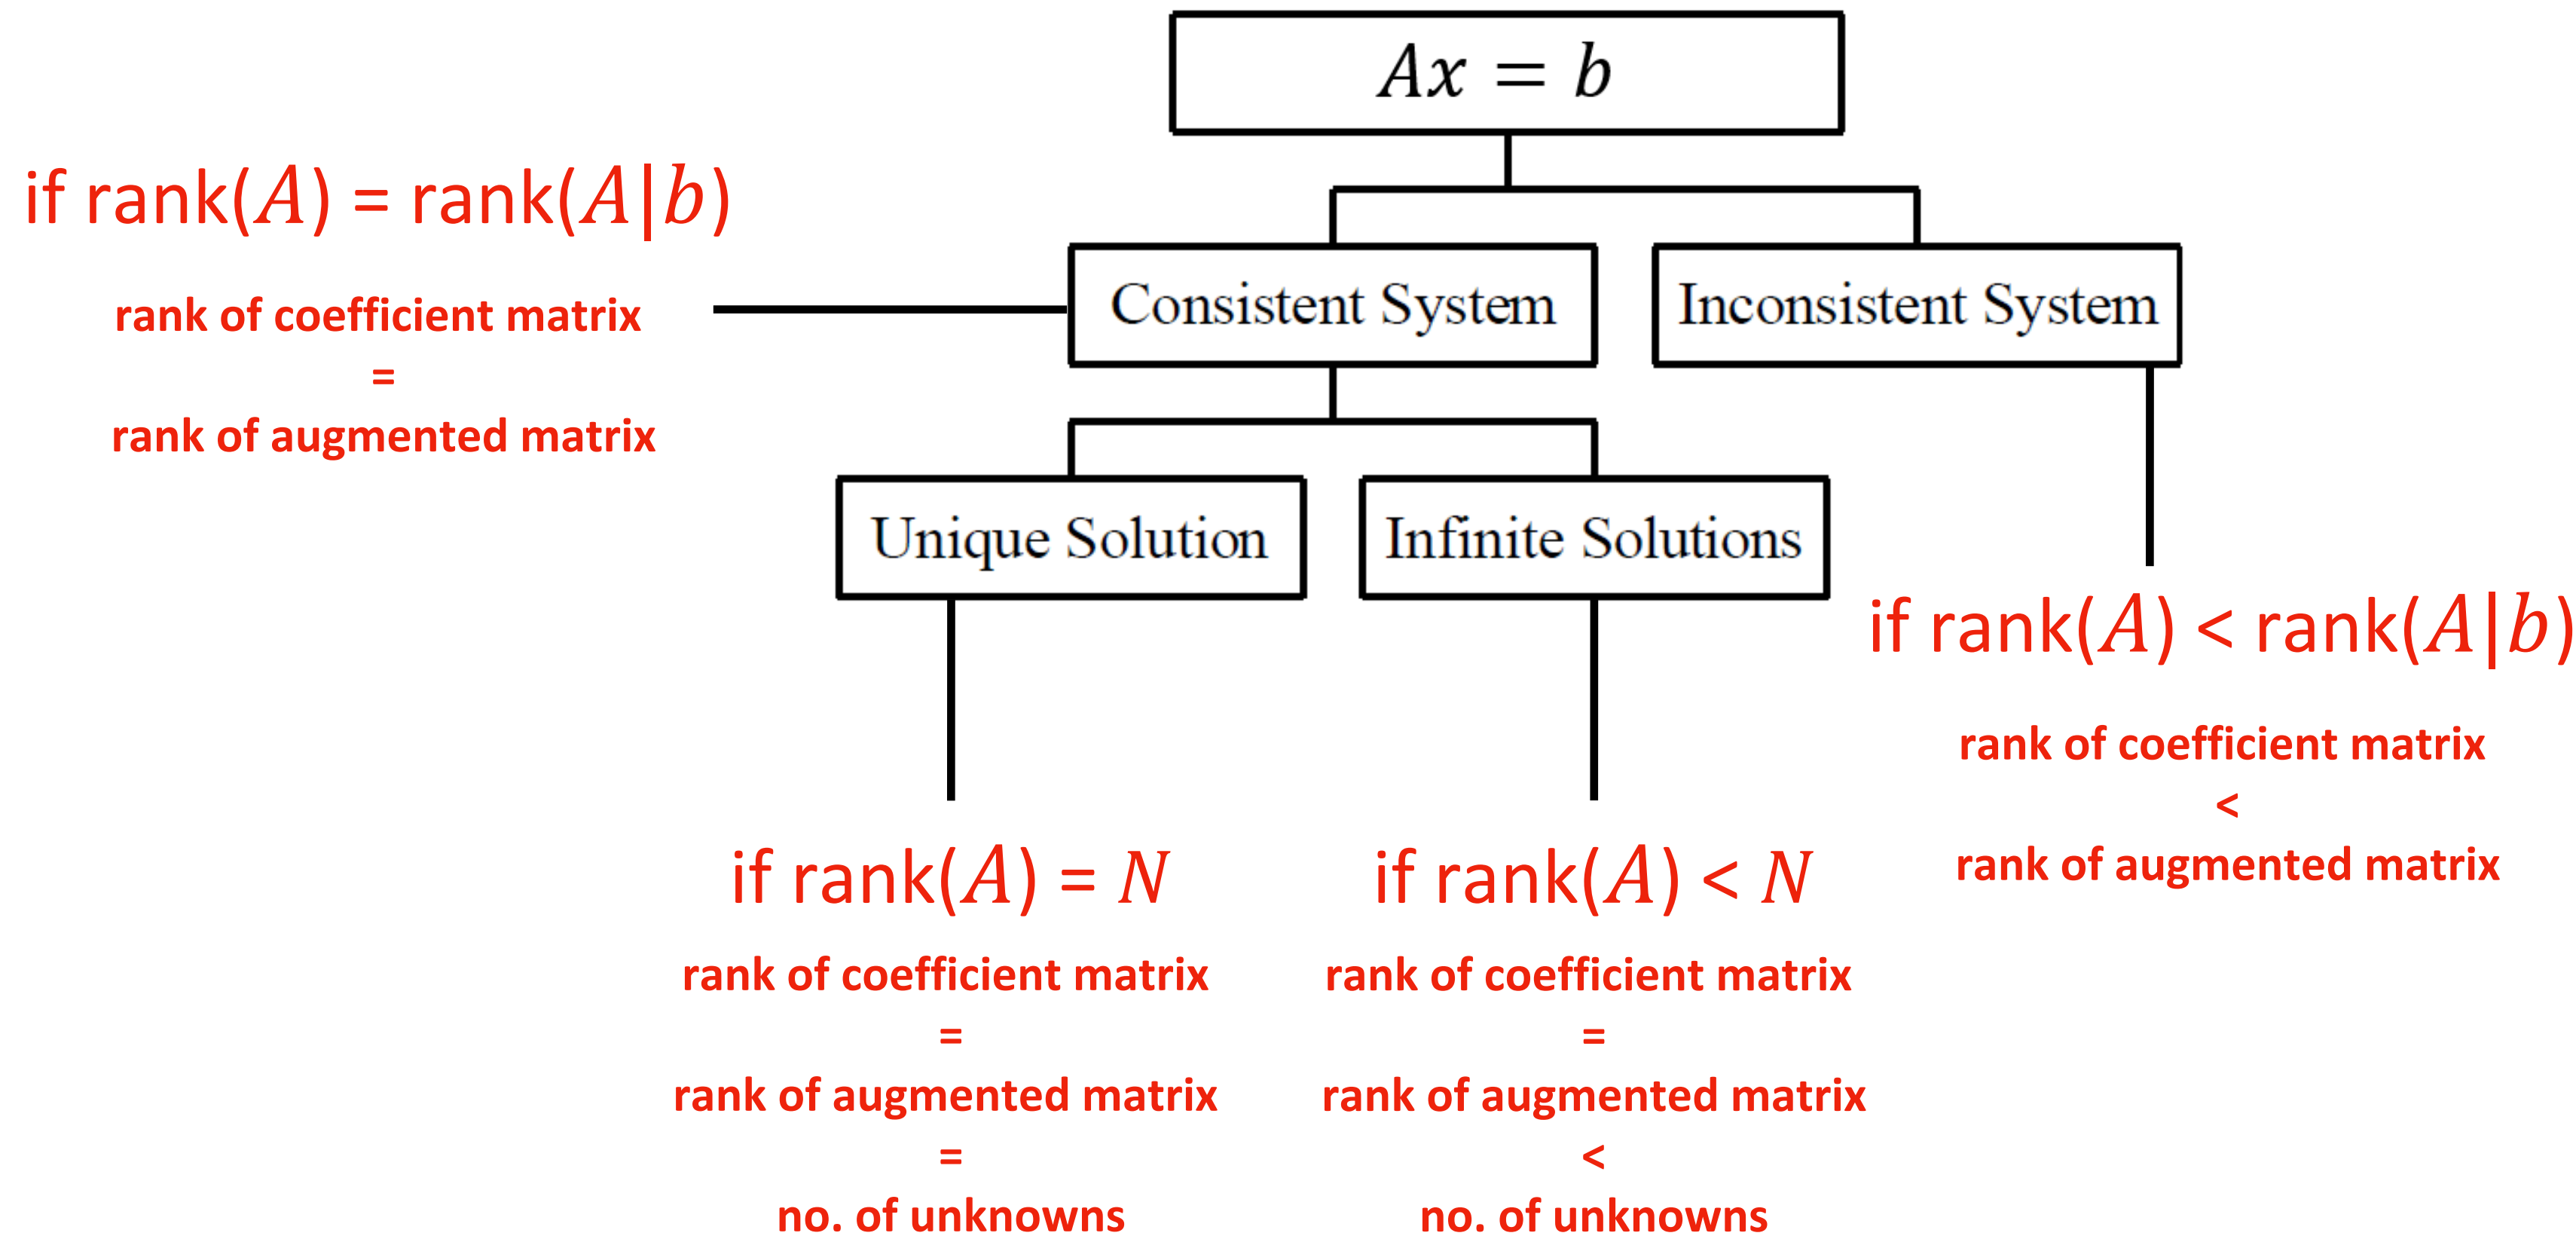 Ax = b
if rank(A) = rank(A|b)
rank of coefficient matrix
=
rank of augmented matrix
Consistent System
Inconsistent System
Unique Solution
Infinite Solutions
if rank(A) < rank(A|b)
rank of coefficient matrix
<
rank of augmented matrix
if rank(A) = N
rank of coefficient matrix
=
rank of augmented matrix
=
no. of unknowns
if rank(A) < N
rank of coefficient matrix
=
rank of augmented matrix
<
no. of unknowns